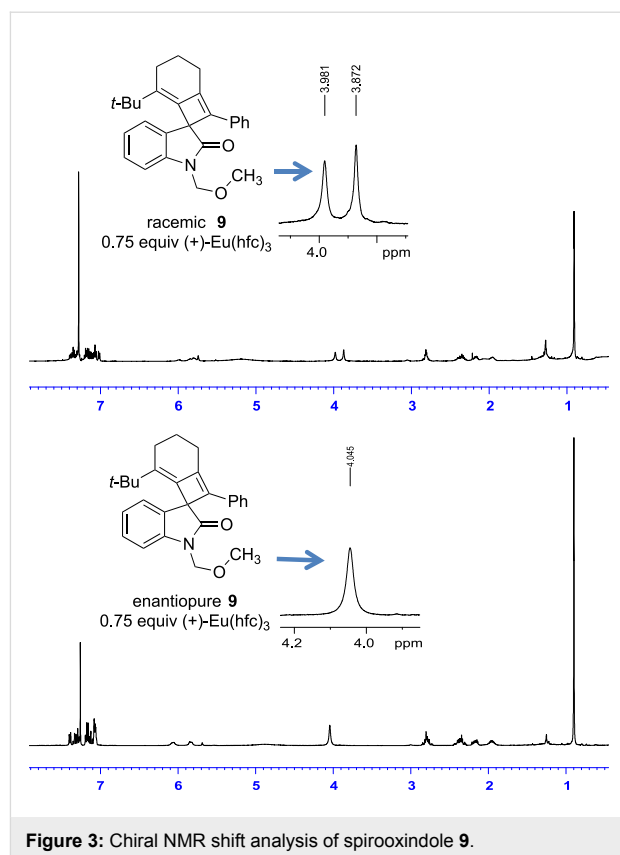 3.981
3.872
t-Bu
Ph
O
N
O
CH3
racemic 9
0.75 equiv (+)-Eu(hfc)3
4.0 ppm
7 6 5 4 3 2 1
4.045
t-Bu
Ph
O
N
O
CH3
enantiopure 9
0.75 equiv (+)-Eu(hfc)3
4.2 4.0 ppm
7 6 5 4 3 2 1
Figure 3: Chiral NMR shift analysis of spirooxindole 9.